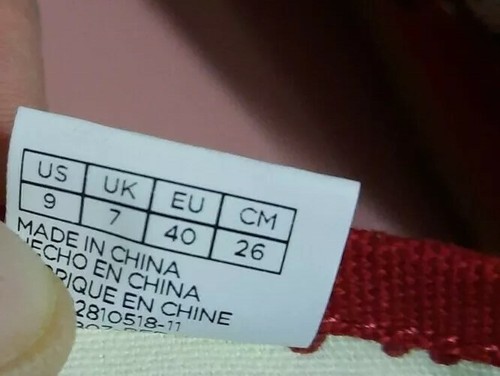 US UK EU CM
9 7 40 26
MADE IN CHINA
HECHO EN CHINA
EN CHINE
2810518-11